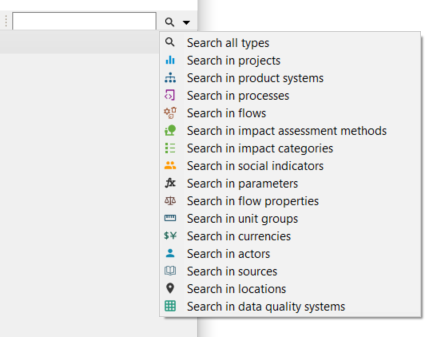 Search all types
Search in projects
Search in product systems
Search in processes
Search in flows
Search in impact assessment methods
Search in impact categories
Search in social indicators
Search in parameters
Search in flow properties
Search in unit groups
Search in currencies
Search in actors
Search in sources
Search in locations
Search in data quality systems